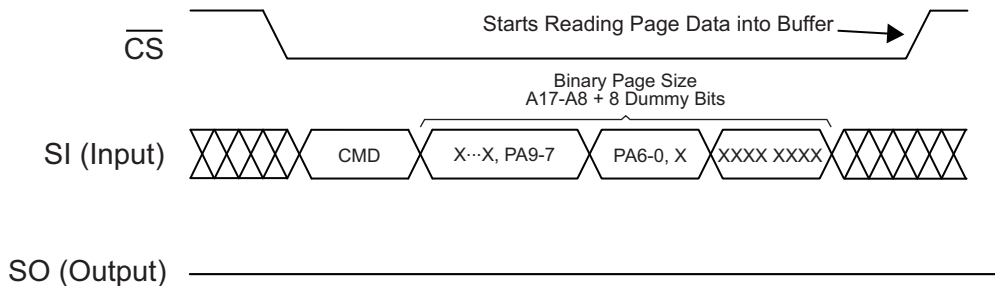 Starts Reading Page Data into Buffer
CS
Binary Page Size
A17-A8 + 8 Dummy Bits
SI (Input)
CMD
X···X, PA9-7
PA6-0, X
XXXX XXXX
SO (Output)